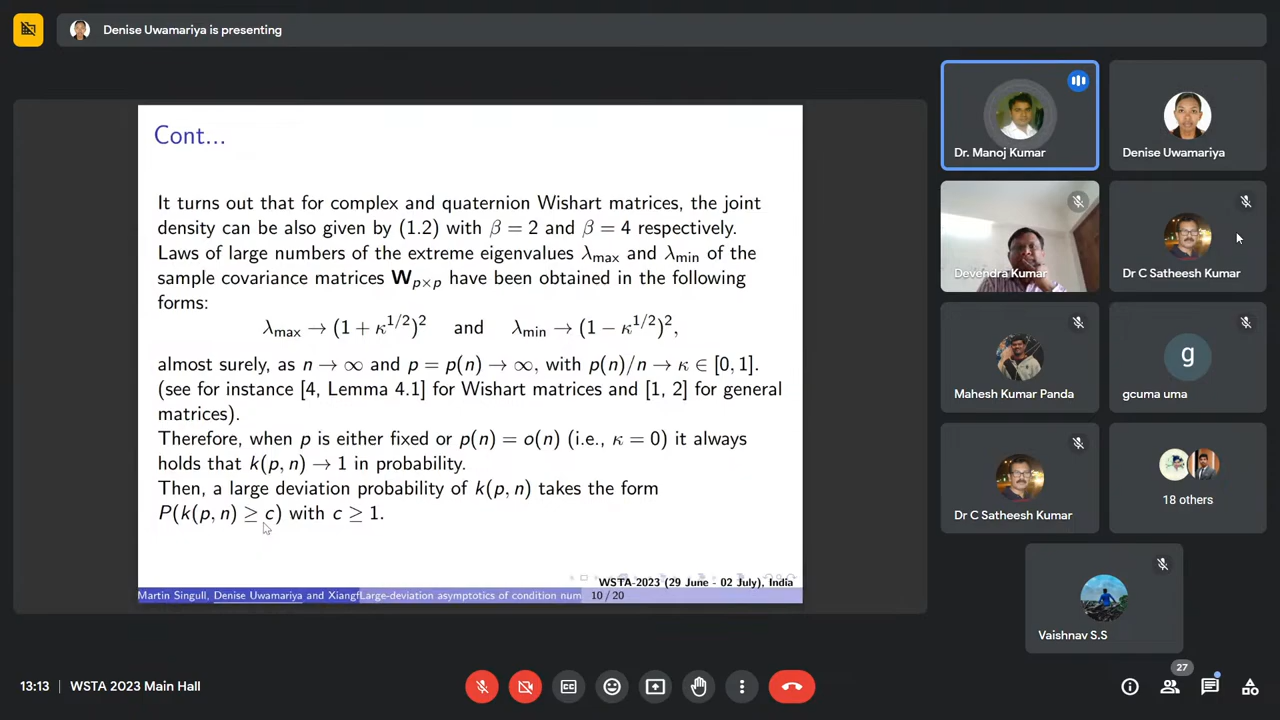 Denise Uwamariya is presenting
Cont...
It turns out that for complex and quaternion Wishart matrices, the joint
density can be also given by (1.2) with β = 2 and β = 4 respectively.
Laws of large numbers of the extreme eigenvalues λmax and λmin of the
sample covariance matrices Wp×p have been obtained in the following
forms:
λmax → (1 + κ^1/2)^2 and λmin → (1 − κ^1/2)^2,
almost surely, as n → ∞ and p = p(n) → ∞, with p(n)/n → κ ∈ [0, 1].
(see for instance [4, Lemma 4.1] for Wishart matrices and [1, 2] for general
matrices).
Therefore, when p is either fixed or p(n) = o(n) (i.e., κ = 0) it always
holds that k(p, n) → 1 in probability.
Then, a large deviation probability of k(p, n) takes the form
P(k(p, n) ≥ c) with c ≥ 1.
WSTA-2023 (29 June - 02 July), India
Martin Singull, Denise Uwamariya and Xiangf Large-deviation asymptotics of condition num 10 / 20
Dr. Manoj Kumar
Denise Uwamariya
Devendra Kumar
Dr C Satheesh Kumar
Mahesh Kumar Panda
g
gcuma uma
Dr C Satheesh Kumar
18 others
Vaishnav S.S
13:13 | WSTA 2023 Main Hall
CC
27